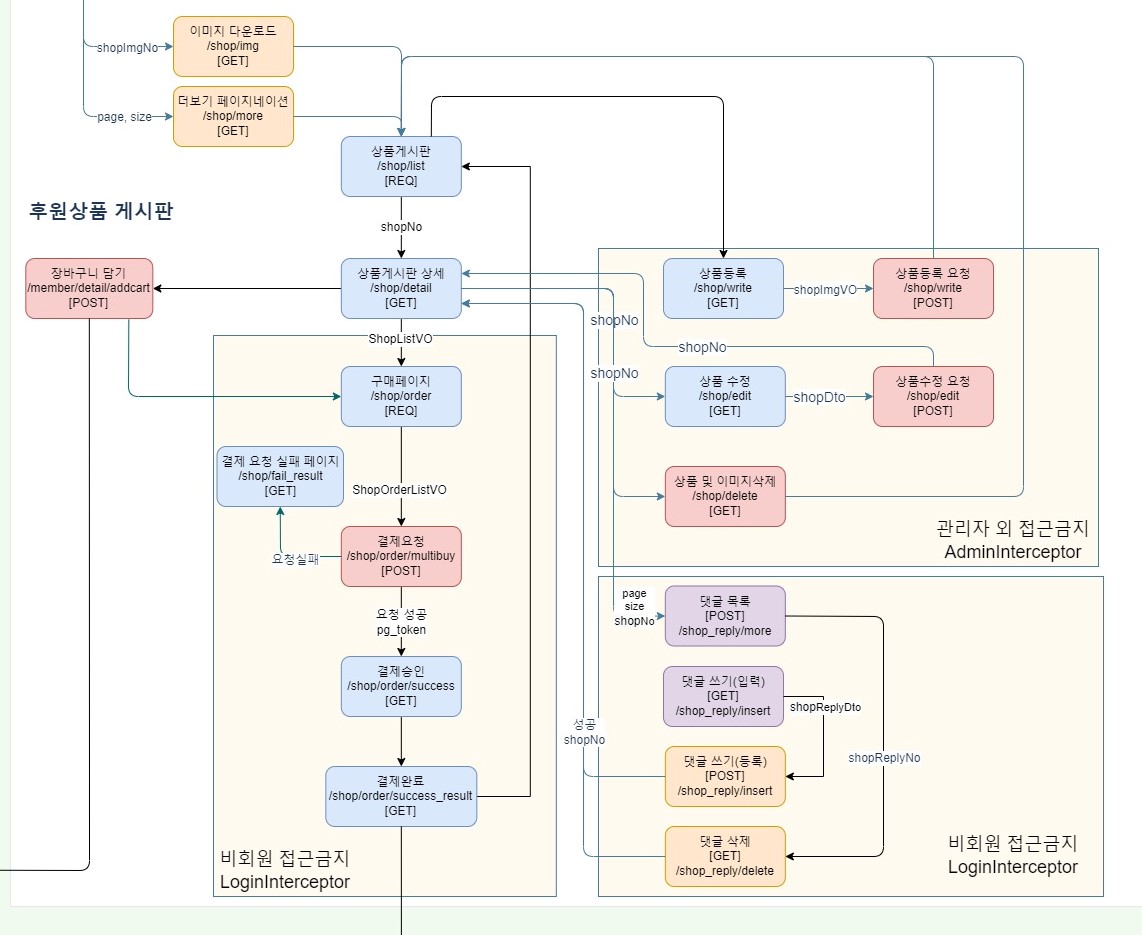 이미지 다운로드
/shop/img
[GET]
shopImgNo
더보기 페이지네이션
/shop/more
[GET]
page, size
상품게시판
/shop/list
[REQ]
후원상품 게시판
shopNo
장바구니 담기
/member/detail/addcart
[POST]
상품게시판 상세
/shop/detail
[GET]
ShopListVO
구매페이지
/shop/order
[REQ]
결제 요청 실패 페이지
/shop/fail_result
[GET]
ShopOrderListVO
요청실패
결제요청
/shop/order/multibuy
[POST]
요청 성공
pg_token
결제승인
/shop/order/success
[GET]
결제완료
/shop/order/success_result
[GET]
비회원 접근금지
LoginInterceptor
상품등록
/shop/write
[GET]
shopImgVO
상품등록 요청
/shop/write
[POST]
shopNo
shopNo
shopNo
상품 수정
/shop/edit
[GET]
shopDto
상품수정 요청
/shop/edit
[POST]
상품 및 이미지삭제
/shop/delete
[GET]
관리자 외 접근금지
AdminInterceptor
page
size
shopNo
댓글 목록
[POST]
/shop_reply/more
댓글 쓰기(입력)
[GET]
/shop_reply/insert
shopReplyDto
성공
shopNo
댓글 쓰기(등록)
[POST]
/shop_reply/insert
shopReplyNo
댓글 삭제
[GET]
/shop_reply/delete
비회원 접근금지
LoginInterceptor